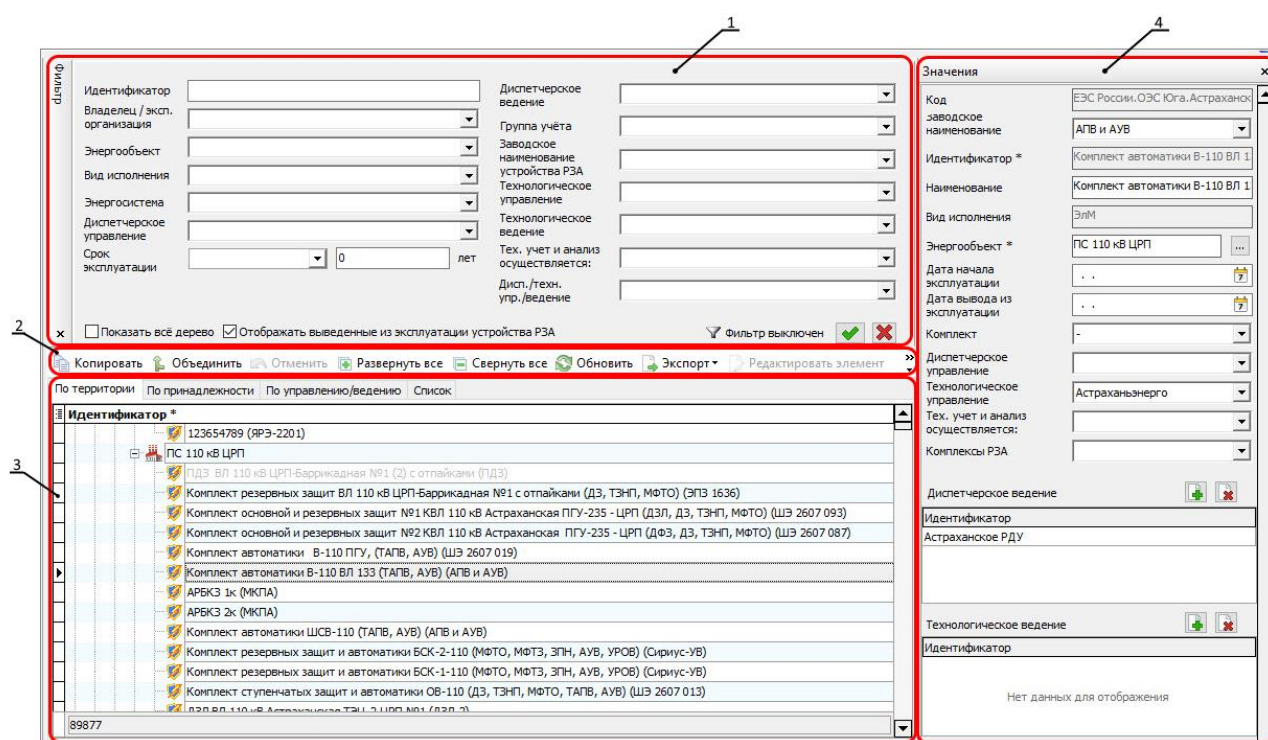 1
4
Фильтр
Идентификатор
Владелец / эксп.
организация
Энергообъект
Вид исполнения
Энергосистема
Диспетчерское
управление
Срок
эксплуатации
0
лет
Диспетчерское
ведение
Группа учёта
Заводское
наименование
устройства РЗА
Технологическое
управление
Технологическое
ведение
Тех. учет и анализ
осуществляется:
Дисп./техн.
упр./ведение
Показать всё дерево
Отображать выведенные из эксплуатации устройства РЗА
Фильтр выключен
2
Копировать Объединить Отменить Развернуть все Свернуть все Обновить Экспорт Редактировать элемент
3
По территории По принадлежности По управлению/ведению Список
Идентификатор *
123654789 (ЯРЭ-2201)
ПС 110 кВ ЦРП
ПДЗ ВЛ 110 кВ ЦРП-Баррикадная №1 (2) с отпайками (ПДЗ)
Комплект резервных защит ВЛ 110 кВ ЦРП-Баррикадная №1 с отпайками (ДЗ, ТЗНП, МФТО) (ЭПЗ 1636)
Комплект основной и резервных защит №1 КВЛ 110 кВ Астраханская ПГУ-235 - ЦРП (ДЗЛ, ДЗ, ТЗНП, МФТО) (ШЭ 2607 093)
Комплект основной и резервных защит №2 КВЛ 110 кВ Астраханская ПГУ-235 - ЦРП (ДФЗ, ДЗ, ТЗНП, МФТО) (ШЭ 2607 087)
Комплект автоматики В-110 ПГУ, (ТАПВ, АУВ) (ШЭ 2607 019)
Комплект автоматики В-110 ВЛ 133 (ТАПВ, АУВ) (АПВ и АУВ)
АРБКЗ 1к (МКПА)
АРБКЗ 2к (МКПА)
Комплект автоматики ШСВ-110 (ТАПВ, АУВ) (АПВ и АУВ)
Комплект резервных защит и автоматики БСК-2-110 (МФТО, МФТЗ, ЗПН, АУВ, УРОВ) (Сириус-УВ)
Комплект резервных защит и автоматики БСК-1-110 (МФТО, МФТЗ, ЗПН, АУВ, УРОВ) (Сириус-УВ)
Комплект ступенчатых защит и автоматики ОВ-110 (ДЗ, ТЗНП, МФТО, ТАПВ, АУВ) (ШЭ 2607 013)
ДЗЛ ВЛ 110 кВ Астраханская ТЭЦ-2-ЦРП №1 (ДЗЛ-2)
89877
Значения
Код
ЕЭС России.ОЭС Юга.Астраханск
Заводское
наименование
АПВ и АУВ
Идентификатор *
Комплект автоматики В-110 ВЛ 1
Наименование
Комплект автоматики В-110 ВЛ 1
Вид исполнения
ЭлМ
Энергообъект *
ПС 110 кВ ЦРП
...
Дата начала
эксплуатации
. .
Дата вывода из
эксплуатации
. .
Комплект
-
Диспетчерское
управление
Технологическое
управление
Астраханьэнерго
Тех. учет и анализ
осуществляется:
Комплексы РЗА
Диспетчерское ведение
Идентификатор
Астраханское РДУ
Технологическое ведение
Идентификатор
Нет данных для отображения